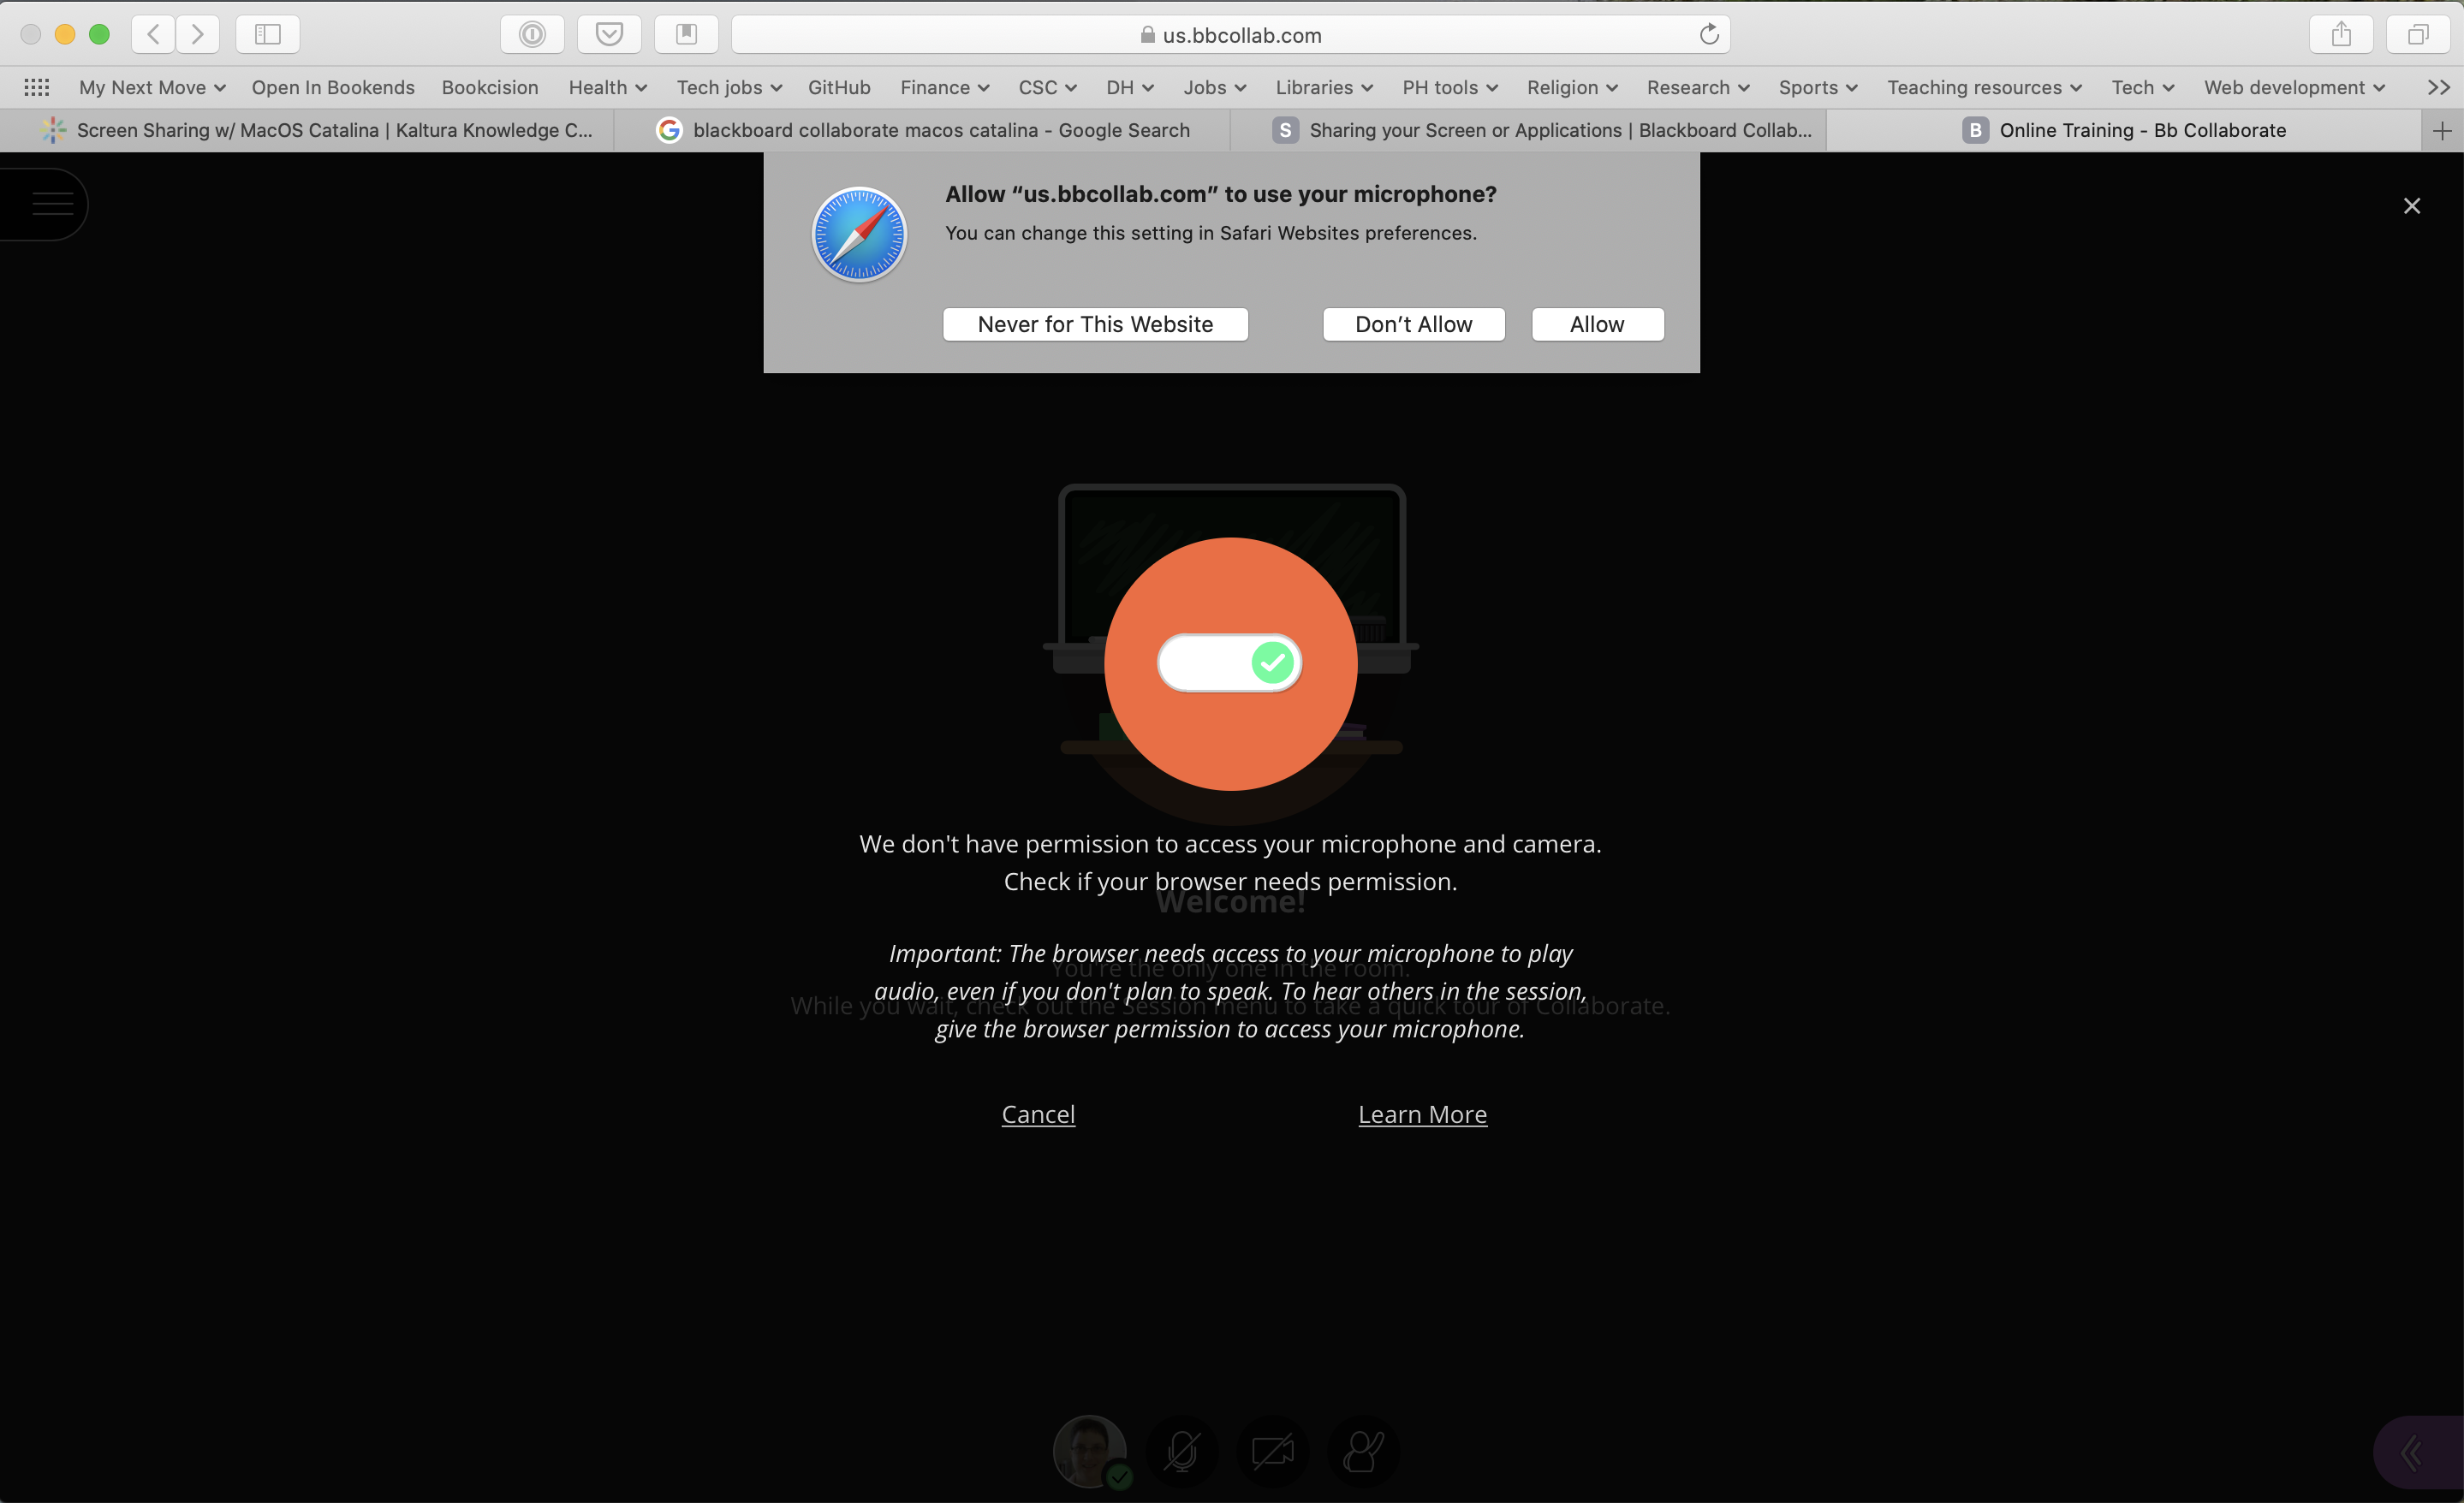 us.bbcollab.com
My Next Move Open In Bookends Bookcision Health Tech jobs GitHub Finance CSC DH Jobs Libraries PH tools Religion Research Sports Teaching resources Tech Web development
Screen Sharing w/ MacOS Catalina | Kaltura Knowledge C... blackboard collaborate macos catalina - Google Search S Sharing your Screen or Applications | Blackboard Collab... B Online Training - Bb Collaborate
Allow “us.bbcollab.com” to use your microphone?
You can change this setting in Safari Websites preferences.
Never for This Website Don’t Allow Allow
We don't have permission to access your microphone and camera.
Check if your browser needs permission.
Welcome!
Important: The browser needs access to your microphone to play
You're the only one in the room.
audio, even if you don't plan to speak. To hear others in the session,
While you wait, check out the Session menu to take a quick tour of Collaborate.
give the browser permission to access your microphone.
Cancel Learn More